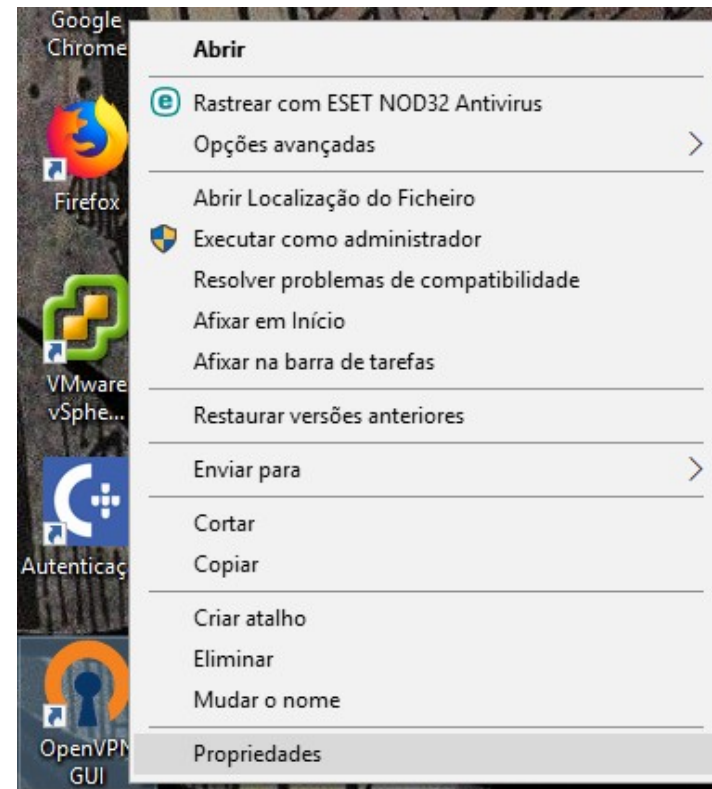 Google
Chrome
Firefox
VMware
vSphe...
Autenticaç
OpenVPN
GUI
Abrir
e
Rastrear com ESET NOD32 Antivirus
Opções avançadas
Abrir Localização do Ficheiro
Executar como administrador
Resolver problemas de compatibilidade
Afixar em Início
Afixar na barra de tarefas
Restaurar versões anteriores
Enviar para
Cortar
Copiar
Criar atalho
Eliminar
Mudar o nome
Propriedades